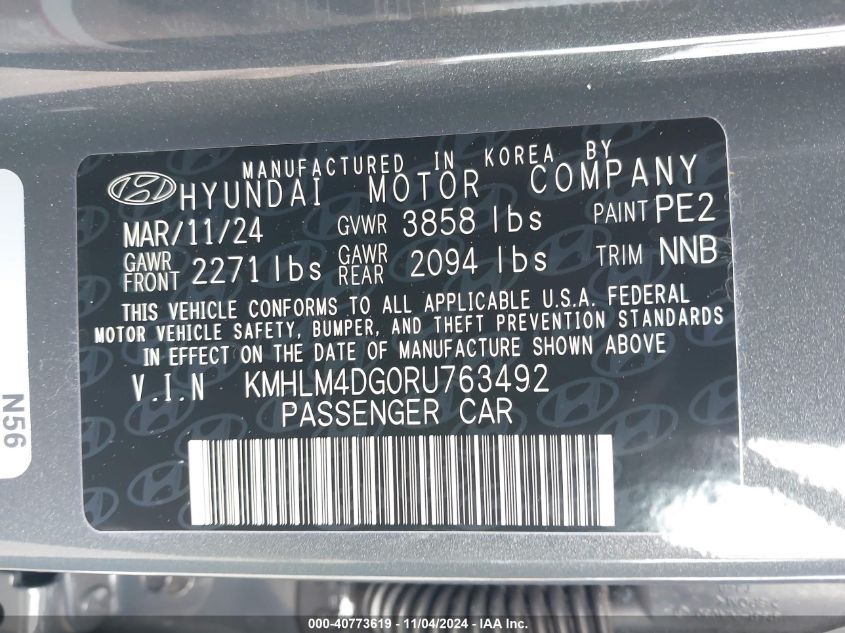 MANUFACTURED IN KOREA BY
HYUNDAI MOTOR COMPANY
MAR/11/24 GVWR 3858 lbs PAINT PE2
GAWR FRONT 2271 lbs GAWR REAR 2094 lbs TRIM NNB
THIS VEHICLE CONFORMS TO ALL APPLICABLE U.S.A. FEDERAL
MOTOR VEHICLE SAFETY, BUMPER, AND THEFT PREVENTION STANDARDS
IN EFFECT ON THE DATE OF MANUFACTURE SHOWN ABOVE
V.I.N KMHLM4DG0RU763492
PASSENGER CAR
N56
000-40773619 - 11/04/2024 - IAA Inc.